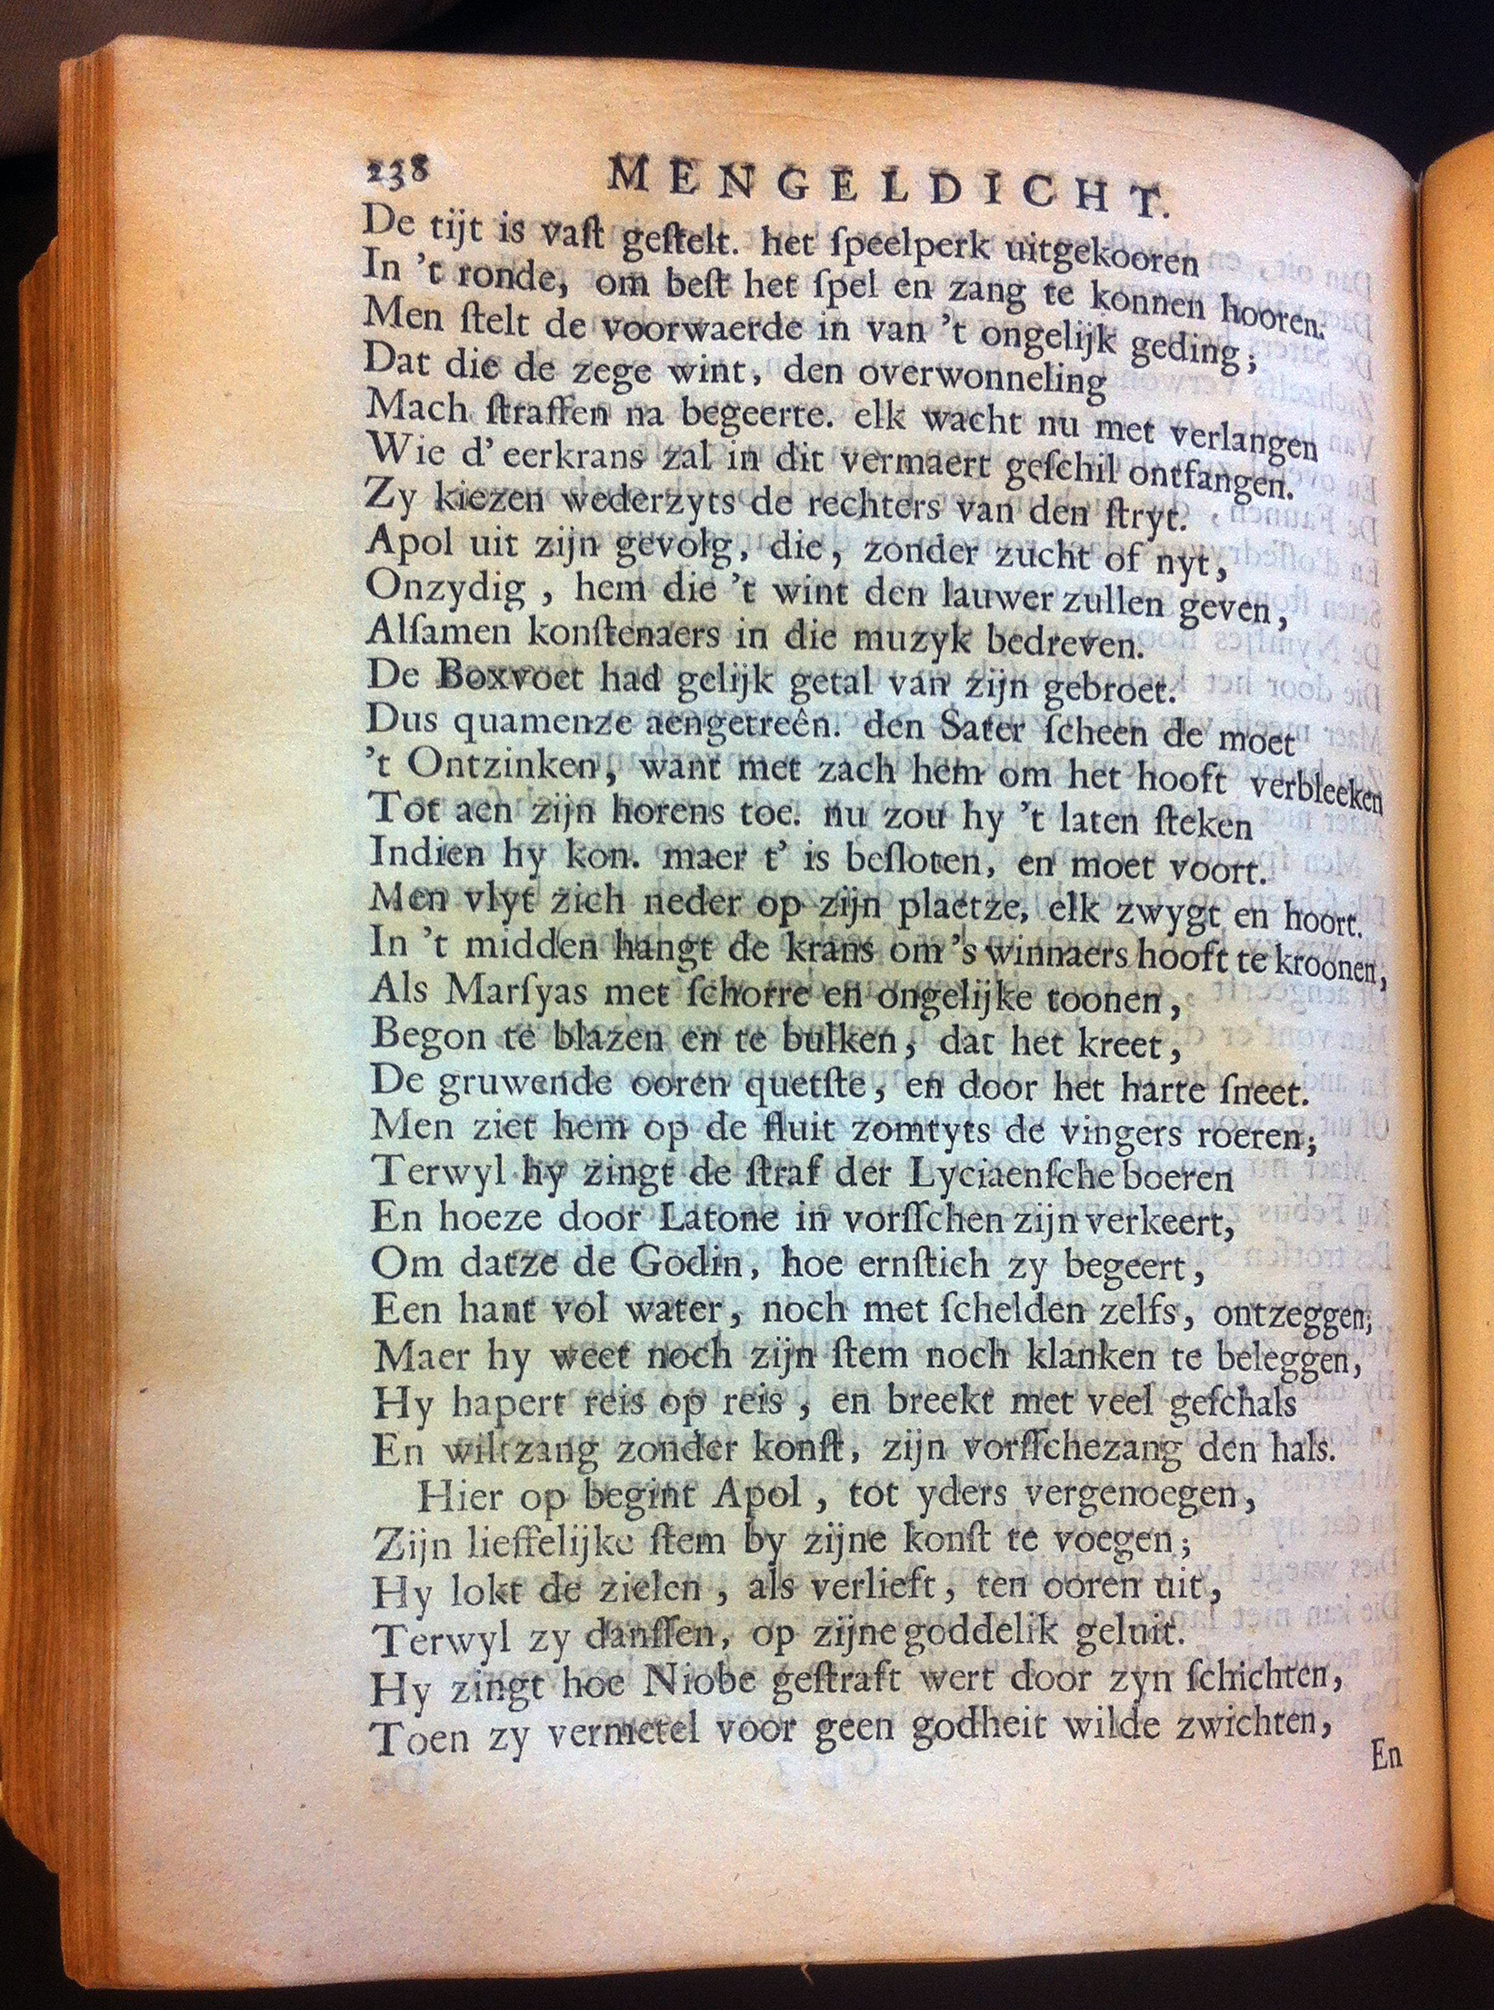 238 MENGELDICHT.
De tijt is vaſt geſtelt. het ſpeelperk uitgekooren
In 't ronde, om beſt het ſpel en zang te konnen hooren.
Men ſtelt de voorwaerde in van 't ongelijk geding;
Dat die de zege wint, den overwonneling
Mach ſtraffen na begeerte. elk wacht nu met verlangen
Wie d' eerkrans zal in dit vermaert geſchil ontfangen.
Zy kiezen wederzyts de rechters van den ſtryt.
Apol uit zijn gevolg, die, zonder zucht of nyt,
Onzydig, hem die 't wint den lauwer zullen geven,
Alſamen konſtenaers in die muzyk bedreven.
De Boxvoet had gelijk getal van zijn gebroet.
Dus quamenze aengetreên. den Sater ſcheen de moet
't Ontzinken, want met zach hem om het hooft verbleeken
Tot aen zijn horens toe. nu zou hy 't laten ſteken
Indien hy kon. maer t' is beſloten, en moet voort.
Men vlyt zich neder op zijn plaetze, elk zwygt en hoort.
In 't midden hangt de krans om 's winnaers hooft te kroonen,
Als Marſyas met ſchorre en ongelijke toonen,
Begon te blazen en te bulken, dat het kreet,
De gruwende ooren quetſte, en door het harte ſneet.
Men ziet hem op de fluit zomtyts de vingers roeren;
Terwyl hy zingt de ſtraf der Lyciaenſche boeren
En hoeze door Latone in vorſſchen zijn verkeert,
Om datze de Godin, hoe ernſtich zy begeert,
Een hant vol water, noch met ſchelden zelfs, ontzeggen;
Maer hy weet noch zijn ſtem noch klanken te beleggen,
Hy hapert reis op reis, en breekt met veel geſchals
En wiltzang zonder konſt, zijn vorſſchezang den hals.
Hier op begint Apol, tot yders vergenoegen,
Zijn lieffelijke ſtem by zijne konſt te voegen;
Hy lokt de zielen, als verlieft, ten ooren uit,
Terwyl zy danſſen, op zijne goddelik geluit.
Hy zingt hoe Niobe geſtraft wert door zyn ſchichten,
Toen zy vermetel voor geen godheit wilde zwichten,
En